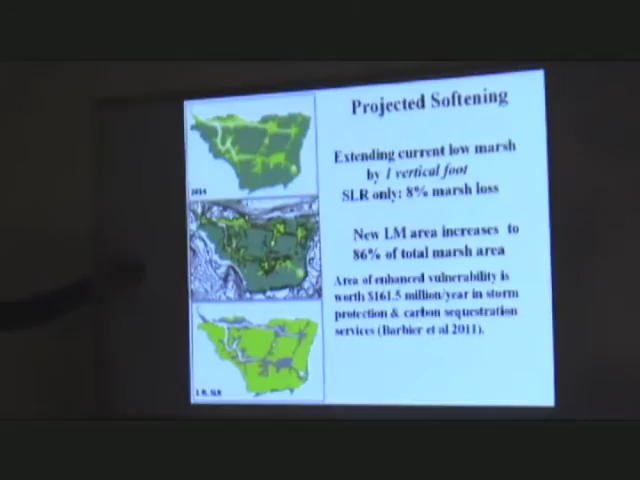 Projected Softening
Extending current low marsh
by 1 vertical foot
SLR only: 8% marsh loss
New LM area increases to
86% of total marsh area
Area of enhanced vulnerability is
worth $161.5 million/year in storm
protection & carbon sequestration
services (Barbier et al 2011).
2014
1 ft. SLR